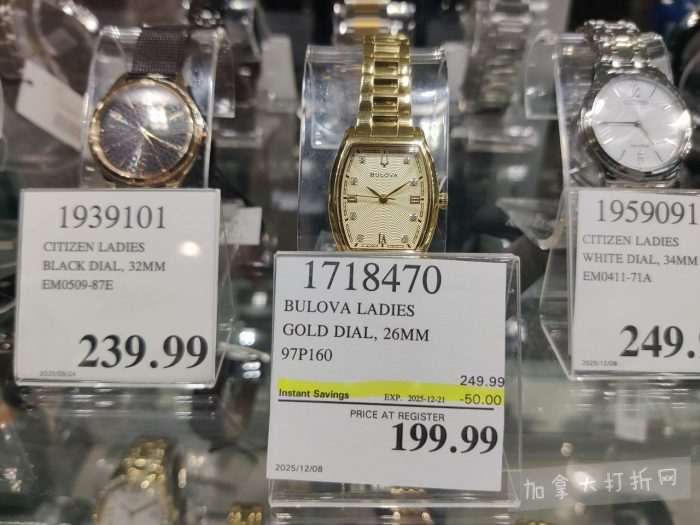 BULOVA
1939101
CITIZEN LADIES
BLACK DIAL, 32MM
EM0509-87E
239.99
2025/09/24
1718470
BULOVA LADIES
GOLD DIAL, 26MM
97P160
249.99
Instant Savings EXP. 2025-12-21 -50.00
PRICE AT REGISTER
199.99
2025/12/08
1959091
CITIZEN LADIES
WHITE DIAL, 34MM
EM0411-71A
249.
2025/12/08
加拿大打折网